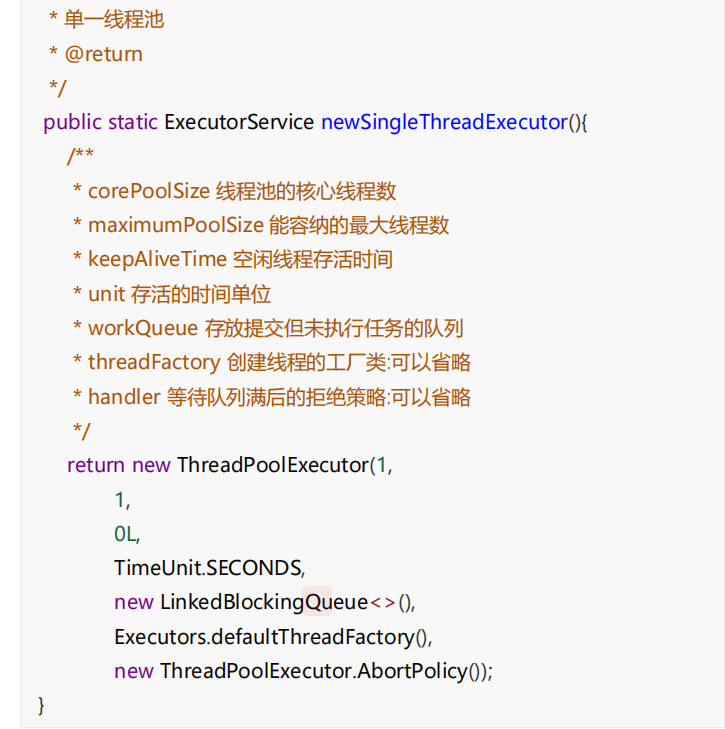 * 单一线程池
* @return
*/
public static ExecutorService newSingleThreadExecutor(){
/**
* corePoolSize 线程池的核心线程数
* maximumPoolSize 能容纳的最大线程数
* keepAliveTime 空闲线程存活时间
* unit 存活的时间单位
* workQueue 存放提交但未执行任务的队列
* threadFactory 创建线程的工厂类:可以省略
* handler 等待队列满后的拒绝策略:可以省略
*/
return new ThreadPoolExecutor(1,
1,
0L,
TimeUnit.SECONDS,
new LinkedBlockingQueue<>(),
Executors.defaultThreadFactory(),
new ThreadPoolExecutor.AbortPolicy());
}